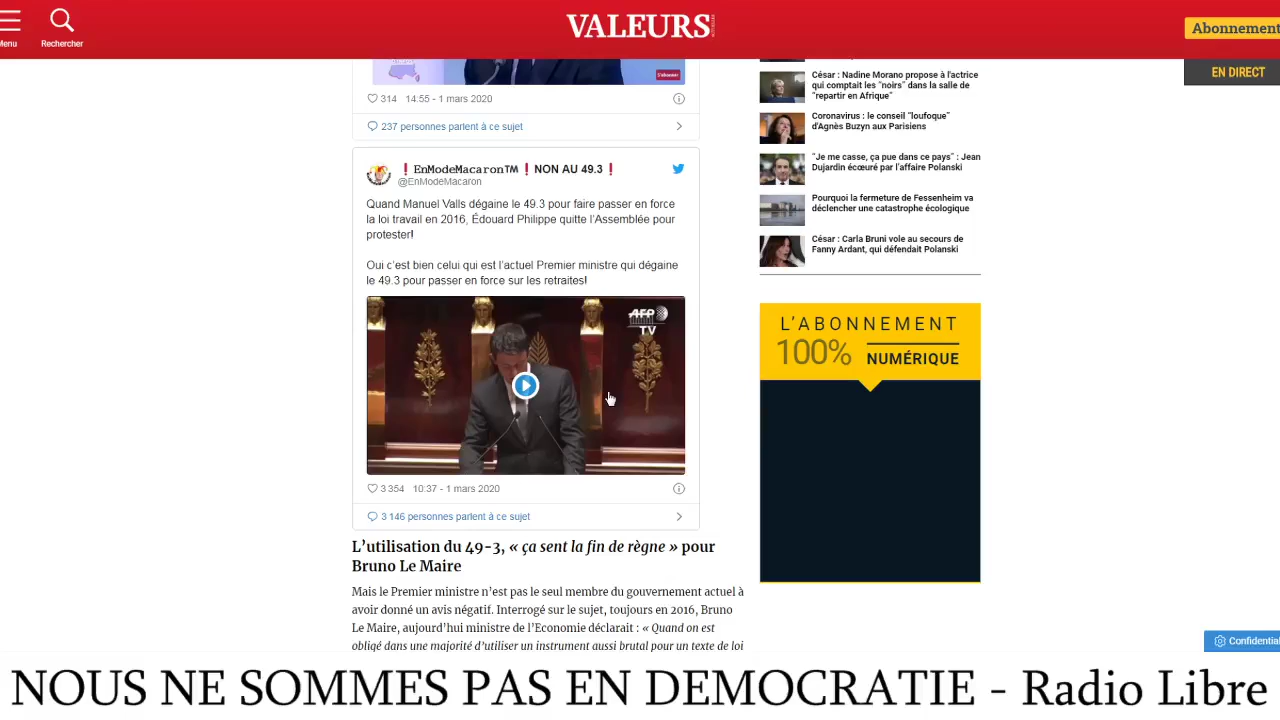 Menu
Rechercher
VALEURS
Abonnement
EN DIRECT
314 14:55 - 1 mars 2020
237 personnes parlent à ce sujet
❗EnModeMacaron™❗NON AU 49.3❗
@EnModeMacaron
Quand Manuel Valls dégaine le 49.3 pour faire passer en force
la loi travail en 2016, Édouard Philippe quitte l'Assemblée pour
protester!
Oui c'est bien celui qui est l'actuel Premier ministre qui dégaine
le 49.3 pour passer en force sur les retraites!
AFP
TV
3 354 10:37 - 1 mars 2020
3 146 personnes parlent à ce sujet
L'utilisation du 49-3, « ça sent la fin de règne » pour
Bruno Le Maire
Mais le Premier ministre n'est pas le seul membre du gouvernement actuel à
avoir donné un avis négatif. Interrogé sur le sujet, toujours en 2016, Bruno
Le Maire, aujourd'hui ministre de l'Economie déclarait : « Quand on est
obligé dans une majorité d'utiliser un instrument aussi brutal pour un texte de loi
César : Nadine Morano propose à l'actrice
qui comptait les "noirs" dans la salle de
"repartir en Afrique"
Coronavirus : le conseil "loufoque"
d'Agnès Buzyn aux Parisiens
"Je me casse, ça pue dans ce pays" : Jean
Dujardin écœuré par l'affaire Polanski
Pourquoi la fermeture de Fessenheim va
déclencher une catastrophe écologique
César : Carla Bruni vole au secours de
Fanny Ardant, qui défendait Polanski
L'ABONNEMENT
100% NUMÉRIQUE
Confidential
NOUS NE SOMMES PAS EN DEMOCRATIE - Radio Libre